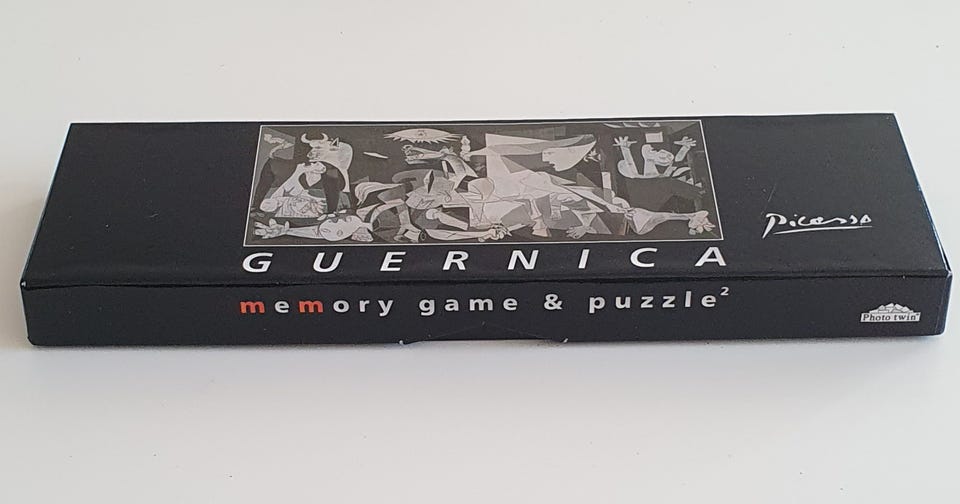 Picasso
GUERNICA
memory game & puzzle²
Photo twin